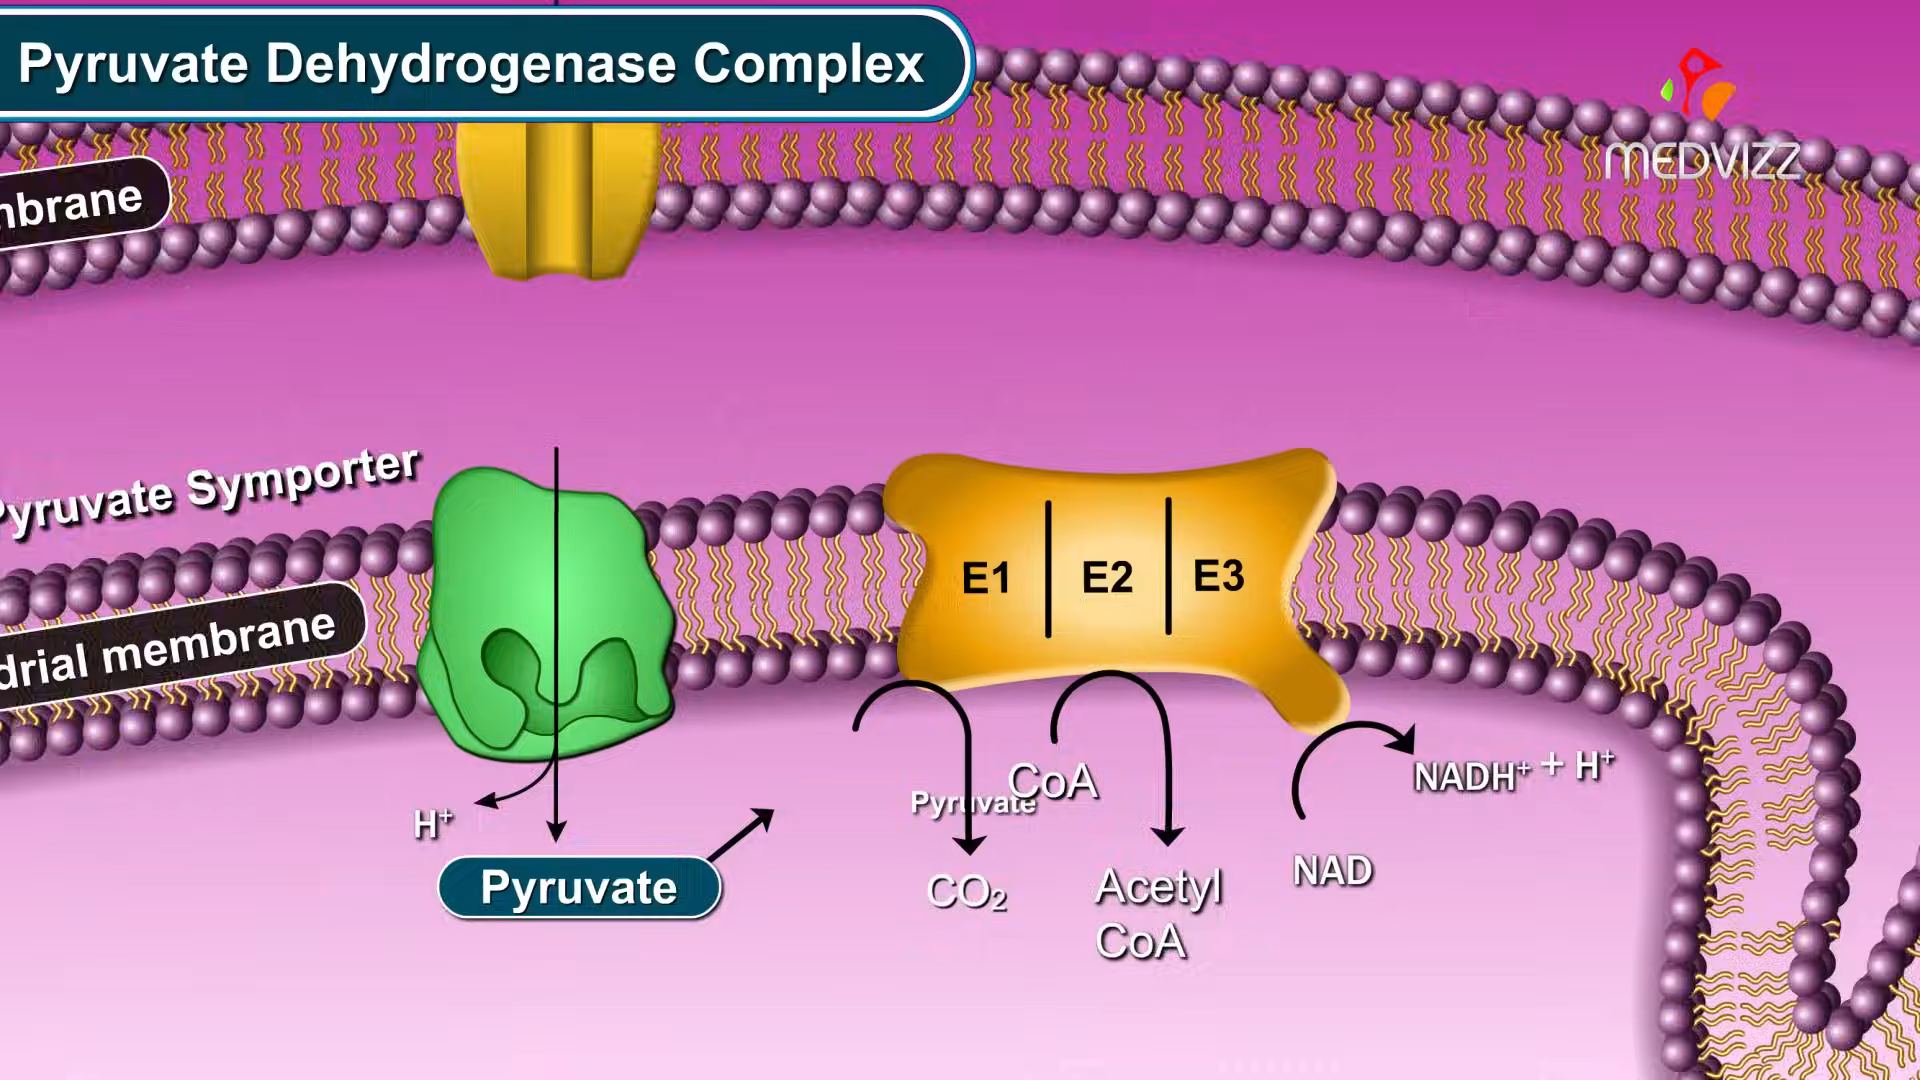 Pyruvate Dehydrogenase Complex
MEDVIZZ
mbrane
Pyruvate Symporter
drial membrane
E1
E2
E3
H⁺
Pyruvate
Pyruvate
CoA
CO₂
Acetyl
CoA
NAD
NADH⁺ + H⁺